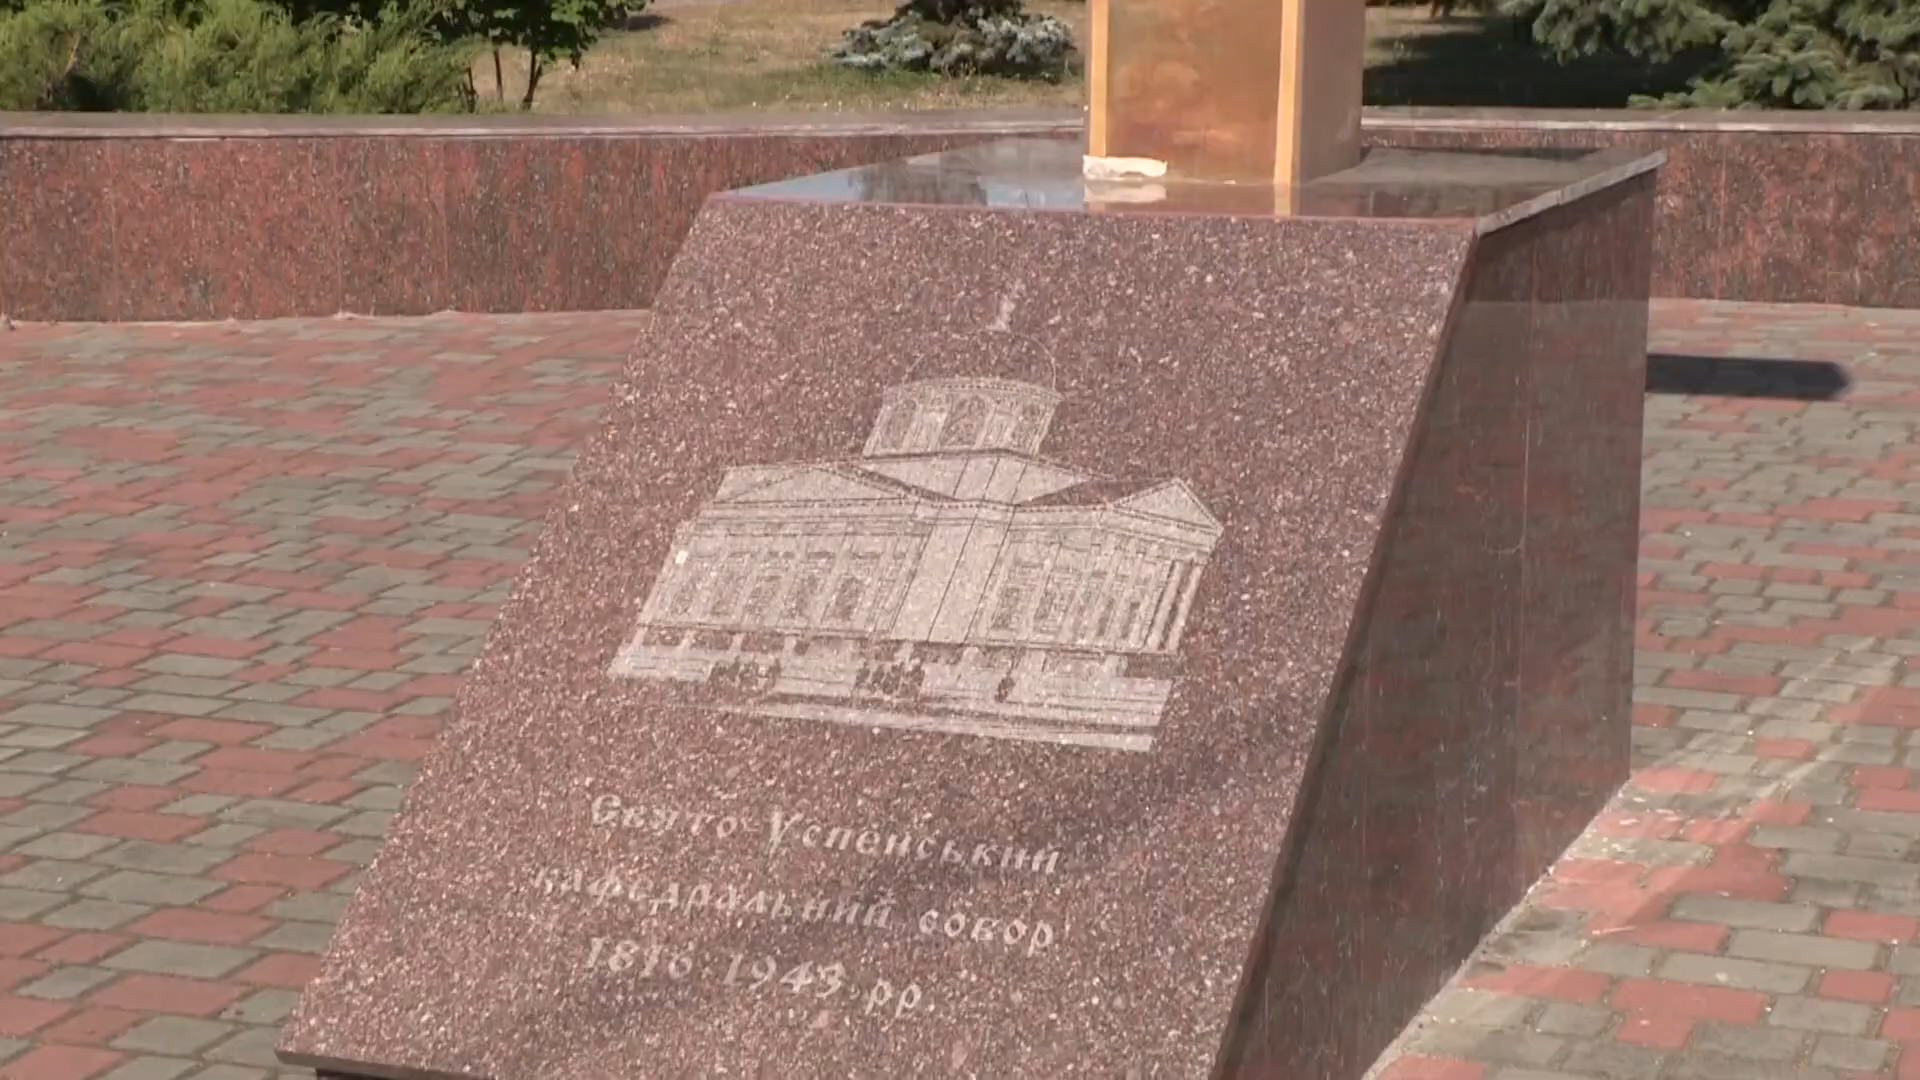 Свято-Успенський
кафедральний собор
1816-1943 рр.